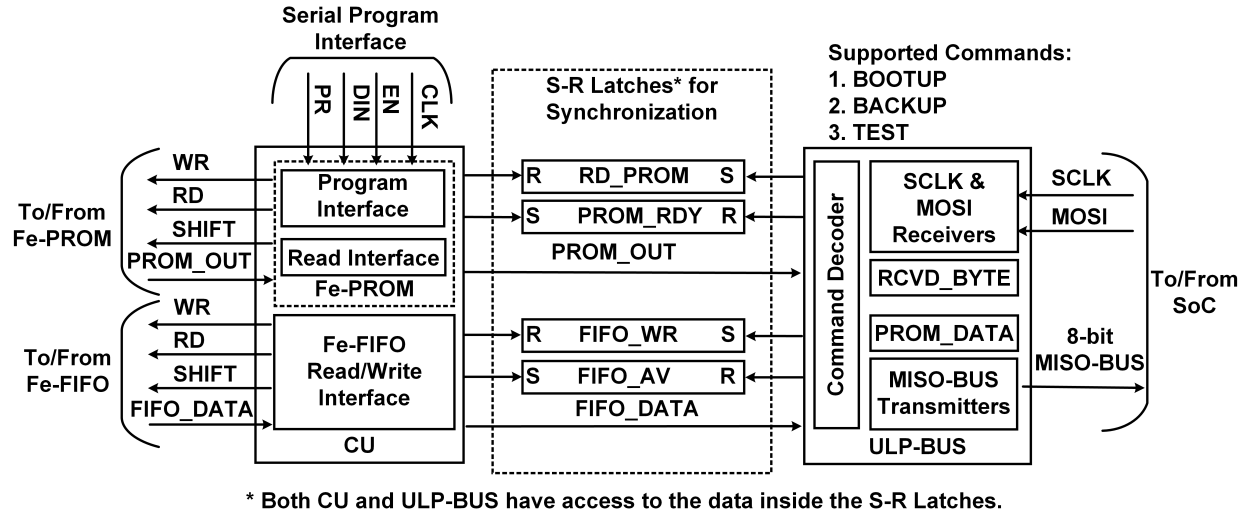 Serial Program
Interface
PR
DIN
EN
CLK
S-R Latches* for
Synchronization
Supported Commands:
1. BOOTUP
2. BACKUP
3. TEST
To/From
Fe-PROM
WR
RD
SHIFT
PROM_OUT
Program
Interface
Read Interface
Fe-PROM
R RD_PROM S
S PROM_RDY R
PROM_OUT
Command Decoder
SCLK &
MOSI
Receivers
RCVD_BYTE
SCLK
MOSI
To/From
SoC
To/From
Fe-FIFO
WR
RD
SHIFT
FIFO_DATA
Fe-FIFO
Read/Write
Interface
CU
R FIFO_WR S
S FIFO_AV R
FIFO_DATA
PROM_DATA
MISO-BUS
Transmitters
ULP-BUS
8-bit
MISO-BUS
* Both CU and ULP-BUS have access to the data inside the S-R Latches.